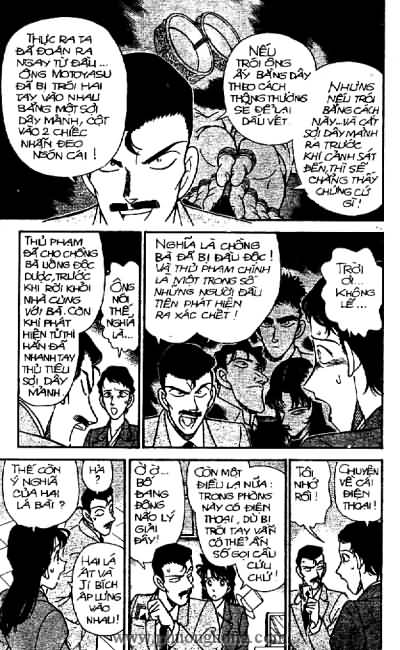 THỰC RA TA
ĐÃ ĐOÁN RA
NGAY TỪ ĐẦU...
ÔNG MOTOYASU
ĐÃ BỊ TRÓI HAI
TAY VÀO NHAU
BẰNG MỘT SỢI
DÂY MẢNH, CỘT
VÀO 2 CHIẾC
NHẪN ĐEO
NGÓN CÁI !
NẾU
TRÓI ÔNG
ẤY BẰNG DÂY
THEO CÁCH
THÔNG THƯỜNG
SẼ ĐỂ LẠI
DẤU VẾT
NHƯNG
NẾU TRÓI
BẰNG CÁCH
NÀY...VÀ CẮT
SỢI DÂY MẢNH
RA TRƯỚC
KHI CẢNH SÁT
ĐẾN, THÌ SẼ
CHẲNG THẤY
CHỨNG CỨ
GÌ !
THỦ PHẠM
ĐÃ CHO CHỒNG
BÀ UỐNG ĐỘC
DƯỢC, TRƯỚC
KHI RỜI KHỎI
NHÀ CÙNG
VỚI BÀ. CÒN
KHI PHÁT
HIỆN TỬ THI
HẮN ĐÃ
NHANH TAY
THỦ TIÊU
SỢI DÂY
MẢNH
ÔNG
NÓI
THẾ
NGHĨA
LÀ...
NGHĨA LÀ CHỒNG
BÀ ĐÃ BỊ ĐẦU ĐỘC !
VÀ THỦ PHẠM CHÍNH
LÀ MỘT TRONG SỐ
NHỮNG NGƯỜI ĐẦU
TIÊN PHÁT HIỆN
RA XÁC CHẾT !
TRỜI
ƠI...
KHÔNG
LẼ...
THẾ CÒN
Ý NGHĨA
CỦA HAI
LÁ BÀI ?
HẢ
?
HAI LÁ
ÁT VÀ
JI BÍCH
ÁP LƯNG
VÀO
NHAU !
Ờ Ờ...
BỐ
ĐANG
ĐỘNG
NÃO LÝ
GIẢI
ĐÂY!
CÒN MỘT
ĐIỀU LẠ NỮA :
TRONG PHÒNG
NÀY CÓ ĐIỆN
THOẠI, DÙ BỊ
TRÓI TAY VẪN
CÓ THỂ ẤN
SỐ GỌI CẤP
CỨU
CHỨ !
TÔI
NHỚ
RỒI !
CHUYỆN
VỀ CÁI
ĐIỆN
THOẠI !